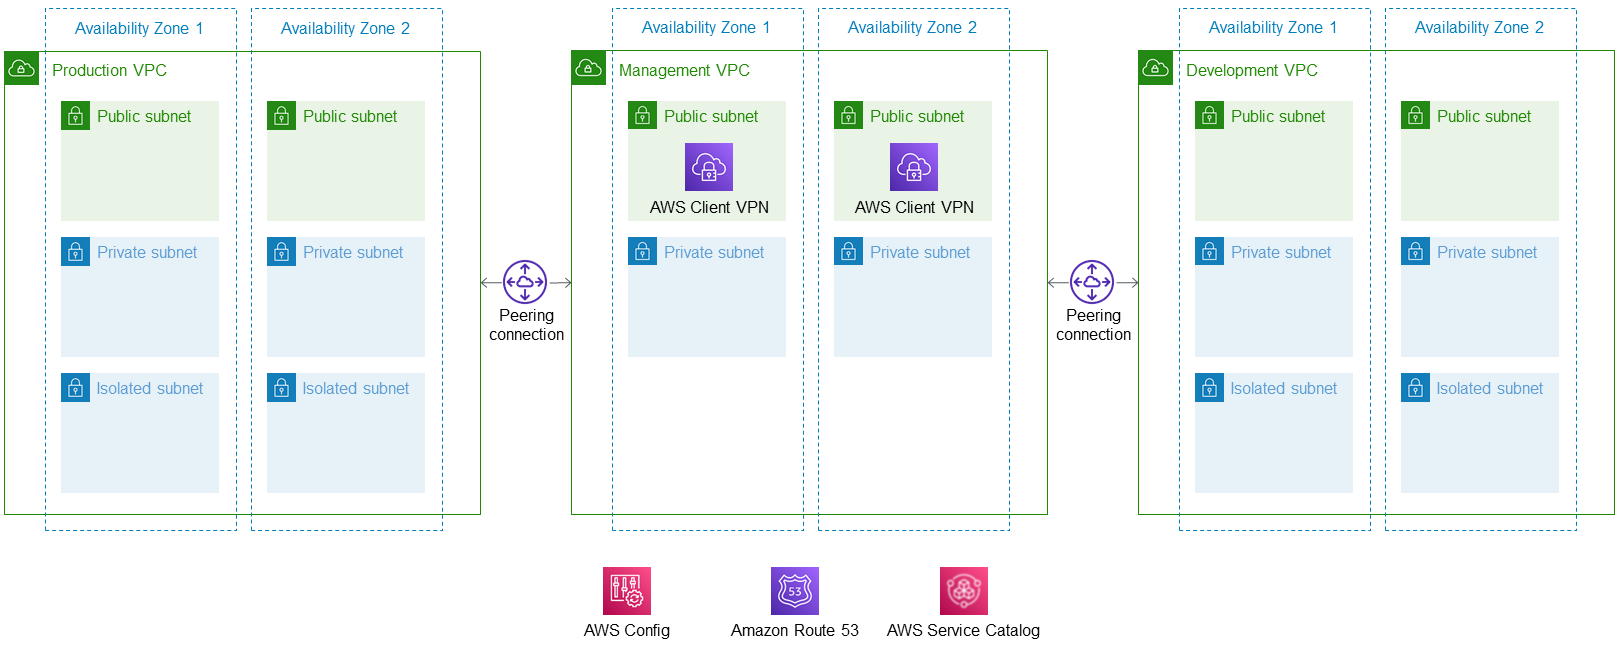 Availability Zone 1
Availability Zone 2
Production VPC
Public subnet
Public subnet
Private subnet
Private subnet
Isolated subnet
Isolated subnet
Peering
connection
Availability Zone 1
Availability Zone 2
Management VPC
Public subnet
AWS Client VPN
Public subnet
AWS Client VPN
Private subnet
Private subnet
Peering
connection
Availability Zone 1
Availability Zone 2
Development VPC
Public subnet
Public subnet
Private subnet
Private subnet
Isolated subnet
Isolated subnet
AWS Config
53
Amazon Route 53
AWS Service Catalog